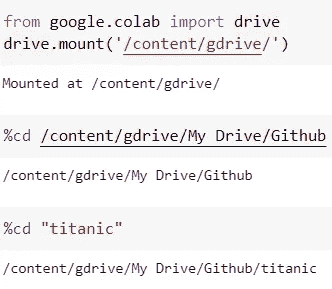 from google.colab import drive
drive.mount('/content/gdrive/')
Mounted at /content/gdrive/
%cd /content/gdrive/My Drive/Github
/content/gdrive/My Drive/Github
%cd "titanic"
/content/gdrive/My Drive/Github/titanic